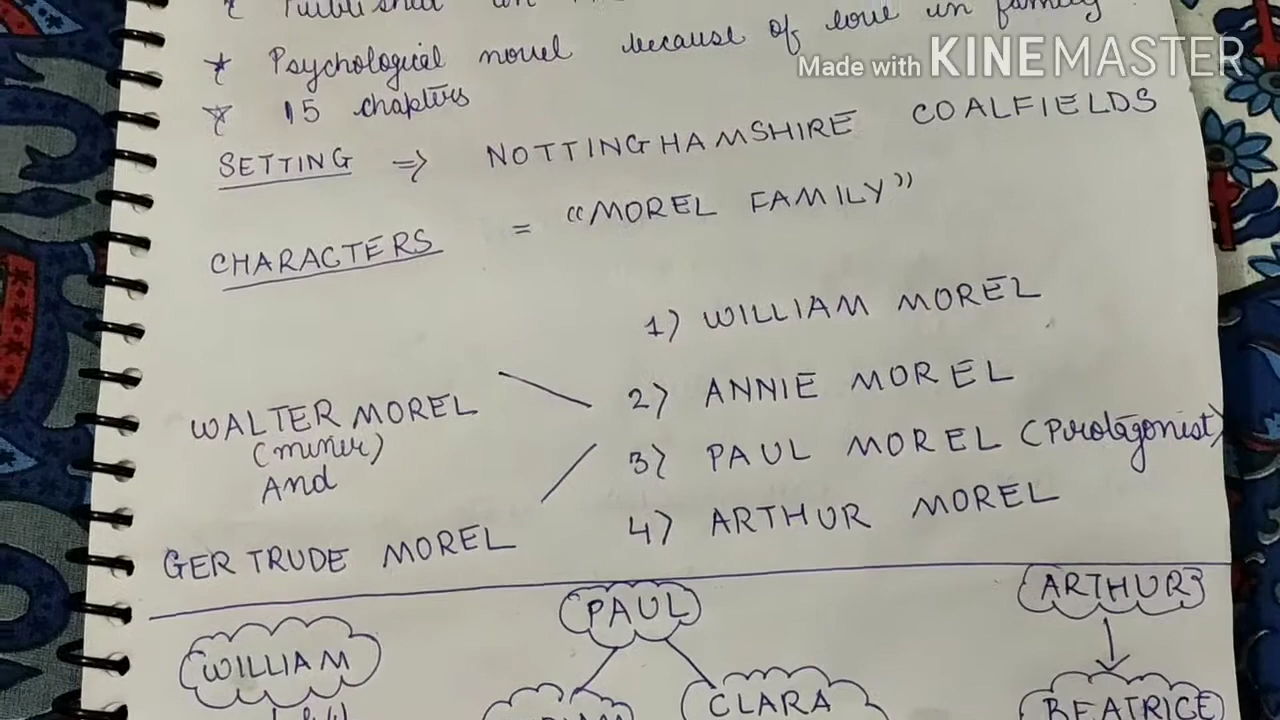 Published in
* Psychological novel because of love in family
Made with KINEMASTER
* 15 chapters
SETTING ⇒ NOTTINGHAMSHIRE COALFIELDS
CHARACTERS = "MOREL FAMILY"
1) WILLIAM MOREL
2) ANNIE MOREL
3) PAUL MOREL (Protagonist)
4) ARTHUR MOREL
WALTER MOREL
(miner)
And
GERTRUDE MOREL
WILLIAM
PAUL
CLARA
ARTHUR
BEATRICE